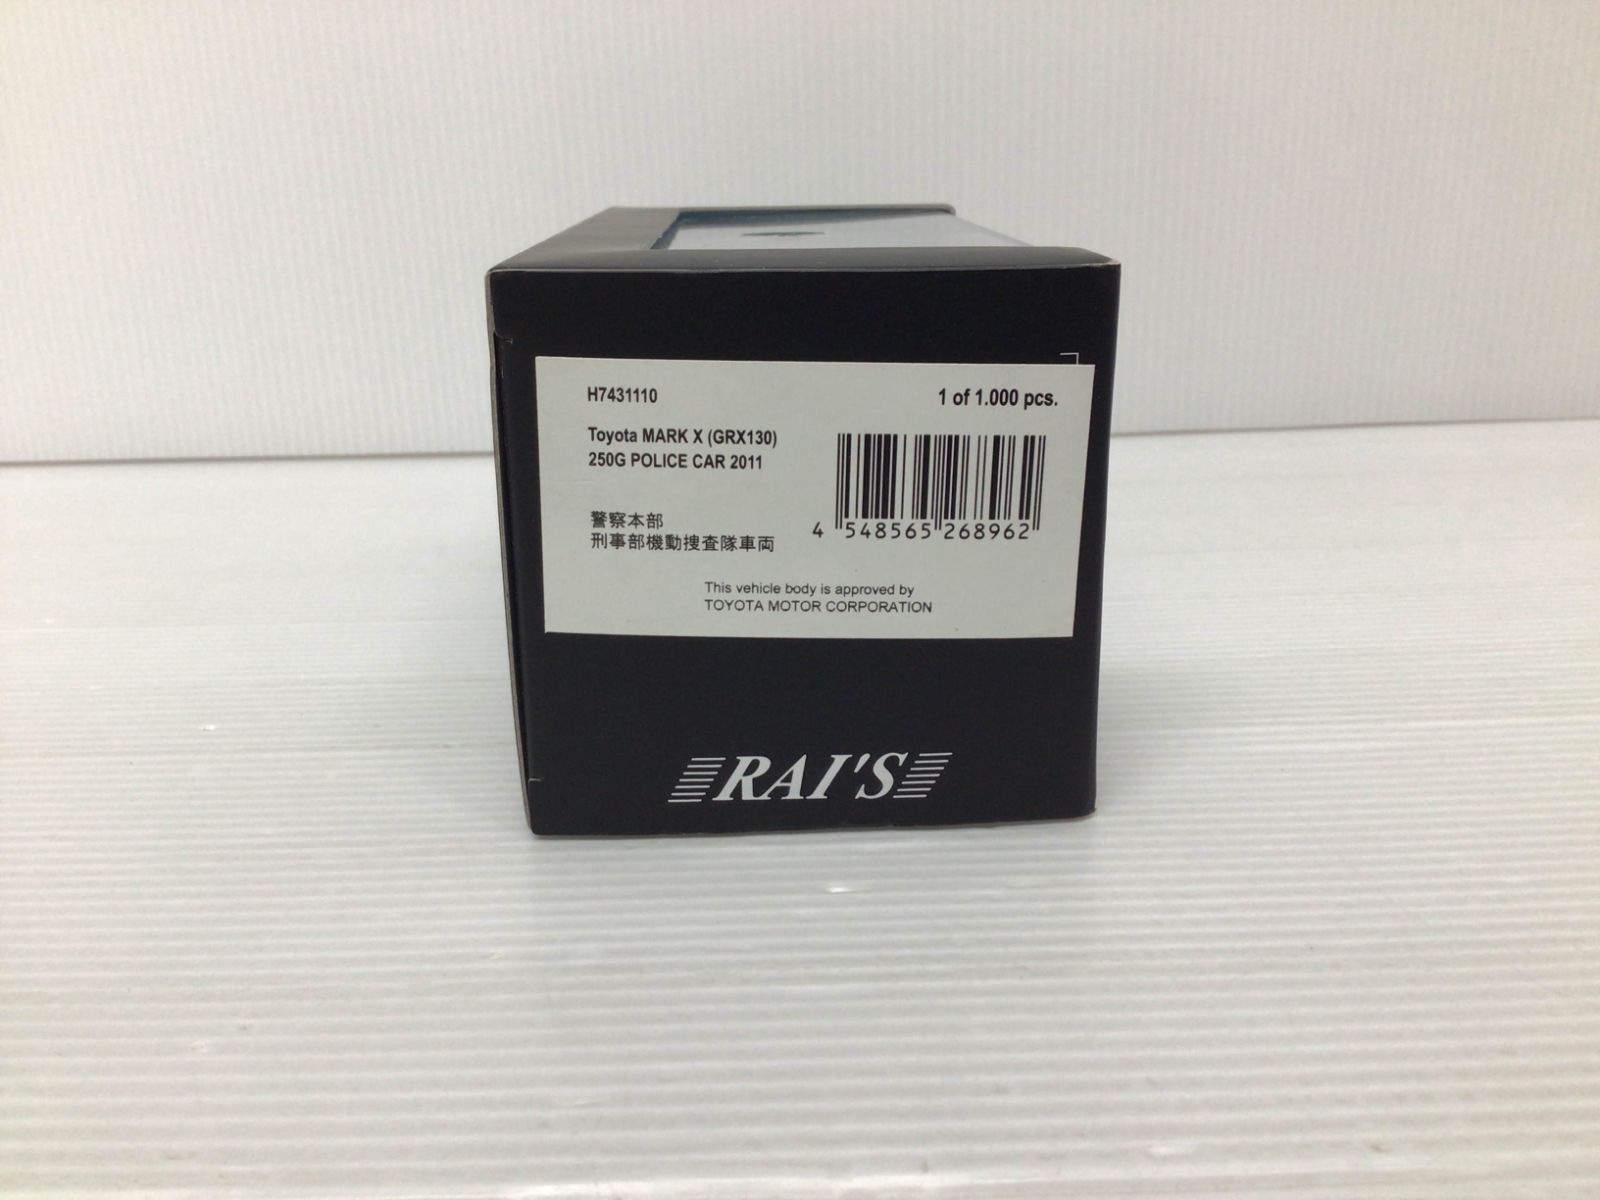 H7431110
1 of 1.000 pcs.
Toyota MARK X (GRX130)
250G POLICE CAR 2011
警察本部
刑事部機動捜査隊車両
4 548565 268962
This vehicle body is approved by
TOYOTA MOTOR CORPORATION
RAI'S